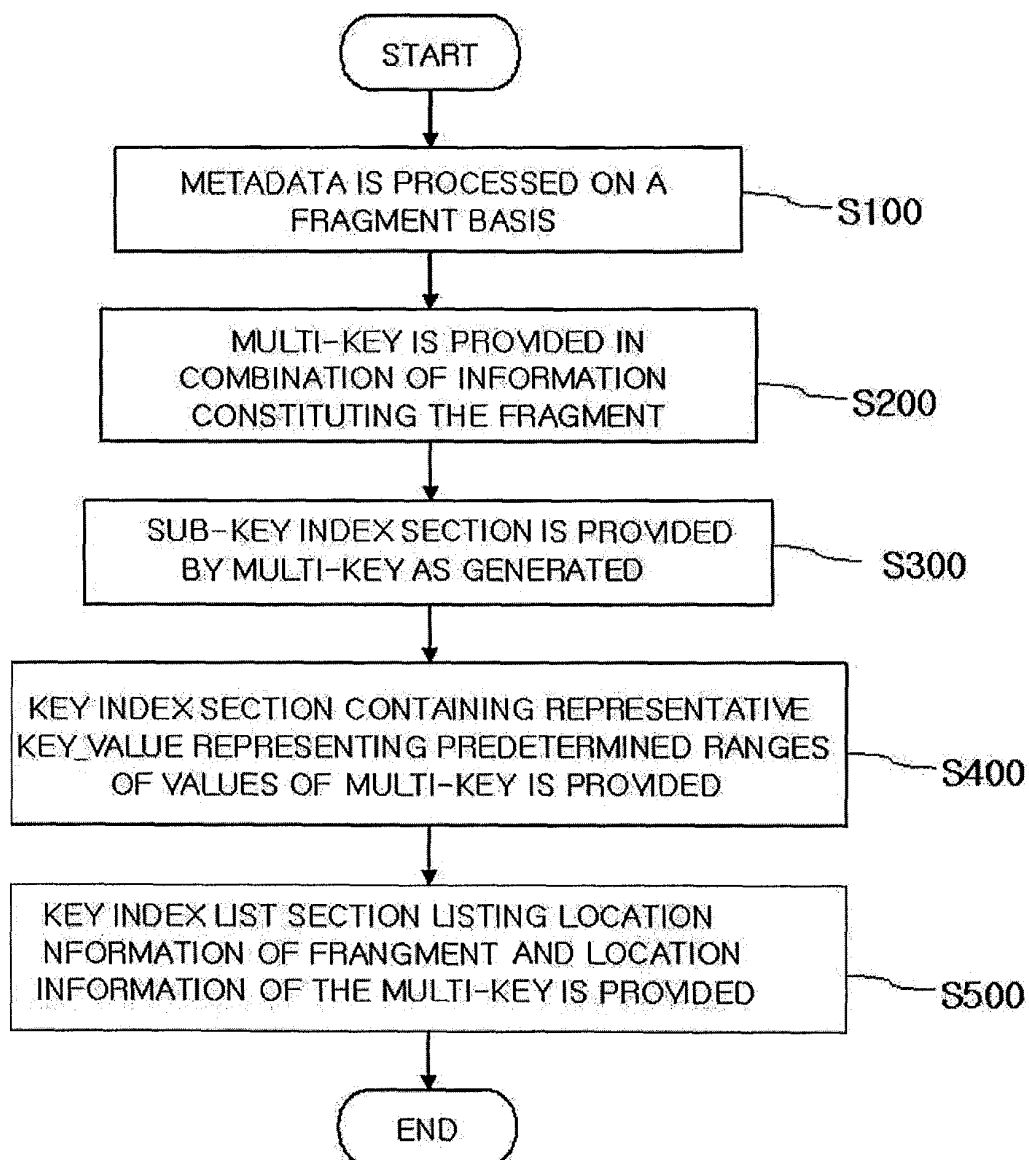 START
METADATA IS PROCESSED ON A
FRAGMENT BASIS
S100
MULTI-KEY IS PROVIDED IN
COMBINATION OF INFORMATION
CONSTITUTING THE FRAGMENT
S200
SUB-KEY INDEX SECTION IS PROVIDED
BY MULTI-KEY AS GENERATED
S300
KEY INDEX SECTION CONTAINING REPRESENTATIVE
KEY_VALUE REPRESENTING PREDETERMINED RANGES
OF VALUES OF MULTI-KEY IS PROVIDED
S400
KEY INDEX LIST SECTION LISTING LOCATION
NFORMATION OF FRANGMENT AND LOCATION
INFORMATION OF THE MULTI-KEY IS PROVIDED
S500
END